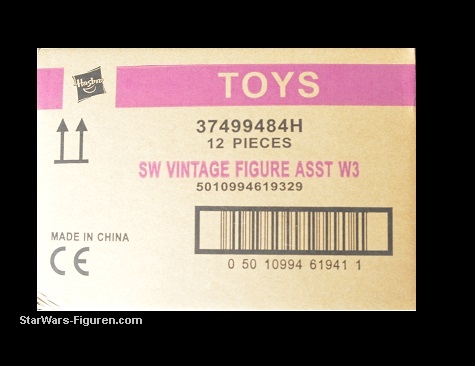 Hasbro
TOYS
37499484H
12 PIECES
SW VINTAGE FIGURE ASST W3
5010994619329
MADE IN CHINA
CE
0 50 10994 61941 1
StarWars-Figuren.com